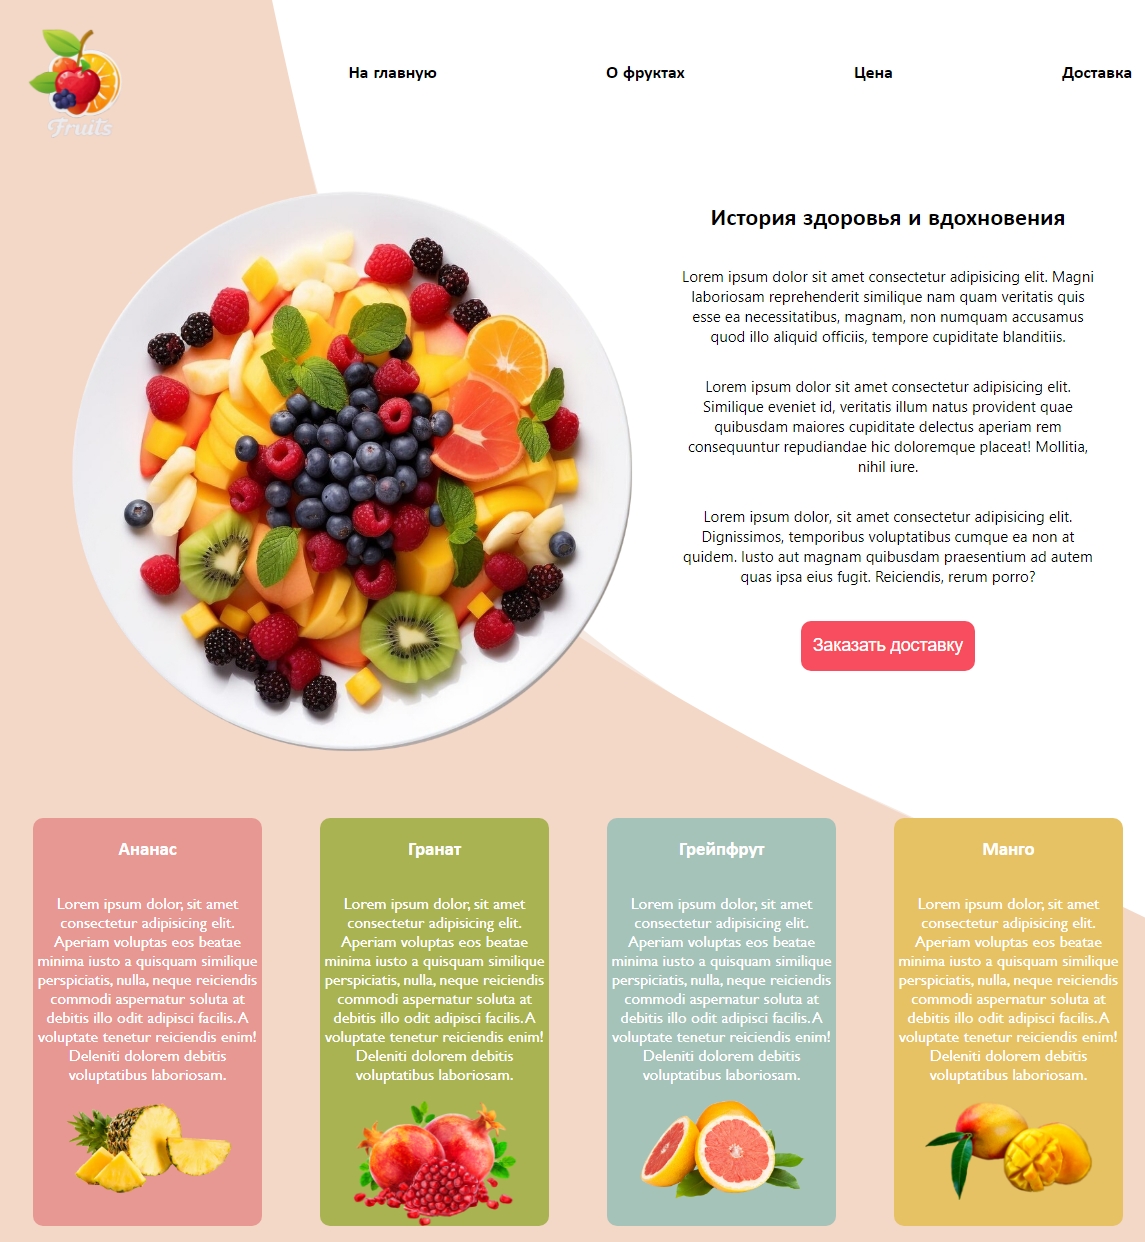 Fruits
На главную
О фруктах
Цена
Доставка
История здоровья и вдохновения
Lorem ipsum dolor sit amet consectetur adipisicing elit. Magni
laboriosam reprehenderit similique nam quam veritatis quis
esse ea necessitatibus, magnam, non numquam accusamus
quod illo aliquid officiis, tempore cupiditate blanditiis.
Lorem ipsum dolor sit amet consectetur adipisicing elit.
Similique eveniet id, veritatis illum natus provident quae
quibusdam maiores cupiditate delectus aperiam rem
consequuntur repudiandae hic doloremque placeat! Mollitia,
nihil iure.
Lorem ipsum dolor, sit amet consectetur adipisicing elit.
Dignissimos, temporibus voluptatibus cumque ea non at
quidem. Iusto aut magnam quibusdam praesentium ad autem
quas ipsa eius fugit. Reiciendis, rerum porro?
Заказать доставку
Ананас
Lorem ipsum dolor, sit amet
consectetur adipisicing elit.
Aperiam voluptas eos beatae
minima iusto a quisquam similique
perspiciatis, nulla, neque reiciendis
commodi aspernatur soluta at
debitis illo odit adipisci facilis. A
voluptate tenetur reiciendis enim!
Deleniti dolorem debitis
voluptatibus laboriosam.
Гранат
Lorem ipsum dolor, sit amet
consectetur adipisicing elit.
Aperiam voluptas eos beatae
minima iusto a quisquam similique
perspiciatis, nulla, neque reiciendis
commodi aspernatur soluta at
debitis illo odit adipisci facilis. A
voluptate tenetur reiciendis enim!
Deleniti dolorem debitis
voluptatibus laboriosam.
Грейпфрут
Lorem ipsum dolor, sit amet
consectetur adipisicing elit.
Aperiam voluptas eos beatae
minima iusto a quisquam similique
perspiciatis, nulla, neque reiciendis
commodi aspernatur soluta at
debitis illo odit adipisci facilis. A
voluptate tenetur reiciendis enim!
Deleniti dolorem debitis
voluptatibus laboriosam.
Манго
Lorem ipsum dolor, sit amet
consectetur adipisicing elit.
Aperiam voluptas eos beatae
minima iusto a quisquam similique
perspiciatis, nulla, neque reiciendis
commodi aspernatur soluta at
debitis illo odit adipisci facilis. A
voluptate tenetur reiciendis enim!
Deleniti dolorem debitis
voluptatibus laboriosam.